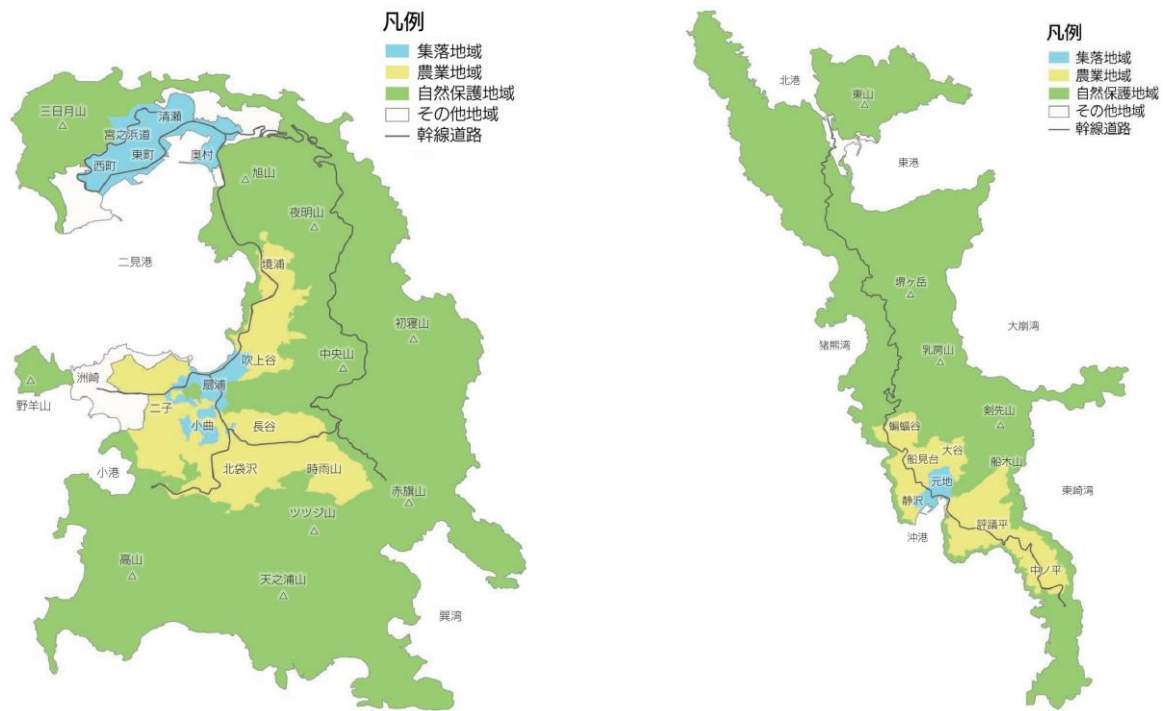 凡例
集落地域
農業地域
自然保護地域
その他地域
幹線道路
三日月山
清瀬
宮之浜道
東町
西町
奥村
旭山
夜明山
二見港
境浦
初寝山
吹上谷
中央山
洲崎
扇浦
野羊山
二子
小曲
長谷
小港
北袋沢
時雨山
赤旗山
ツツジ山
高山
天之浦山
巽湾
凡例
集落地域
農業地域
自然保護地域
その他地域
幹線道路
北港
東山
東港
堺ヶ岳
大崩湾
猪熊湾
乳房山
剣先山
蝙蝠谷
大谷
船見台
船木山
元地
静沢
東崎湾
沖港
評議平
中ノ平